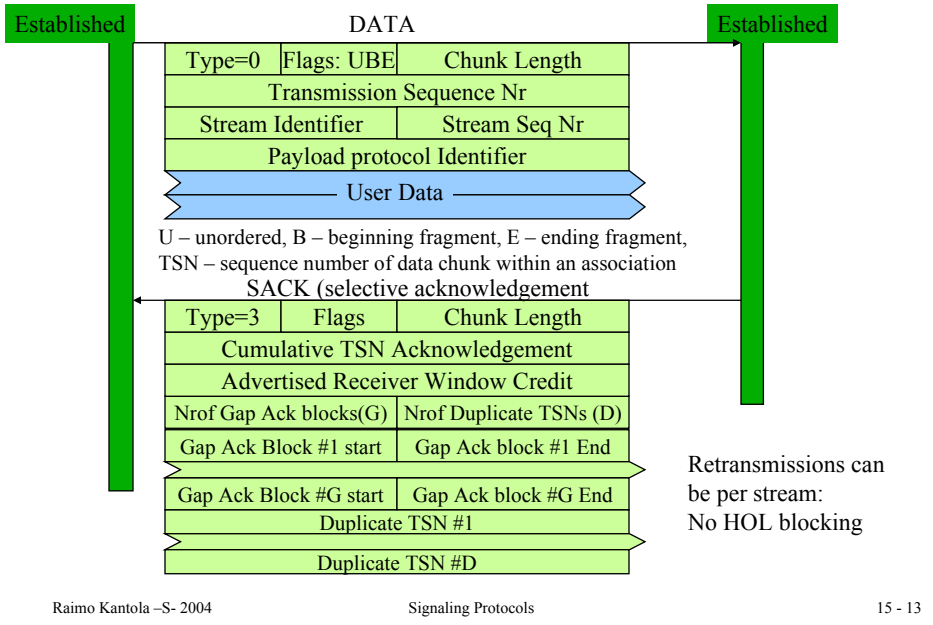 Established DATA Established
Type=0 Flags: UBE Chunk Length
Transmission Sequence Nr
Stream Identifier Stream Seq Nr
Payload protocol Identifier
User Data
U – unordered, B – beginning fragment, E – ending fragment,
TSN – sequence number of data chunk within an association
SACK (selective acknowledgement
Type=3 Flags Chunk Length
Cumulative TSN Acknowledgement
Advertised Receiver Window Credit
Nrof Gap Ack blocks(G) Nrof Duplicate TSNs (D)
Gap Ack Block #1 start Gap Ack block #1 End
Gap Ack Block #G start Gap Ack block #G End
Duplicate TSN #1
Duplicate TSN #D
Retransmissions can
be per stream:
No HOL blocking
Raimo Kantola –S- 2004 Signaling Protocols 15 - 13